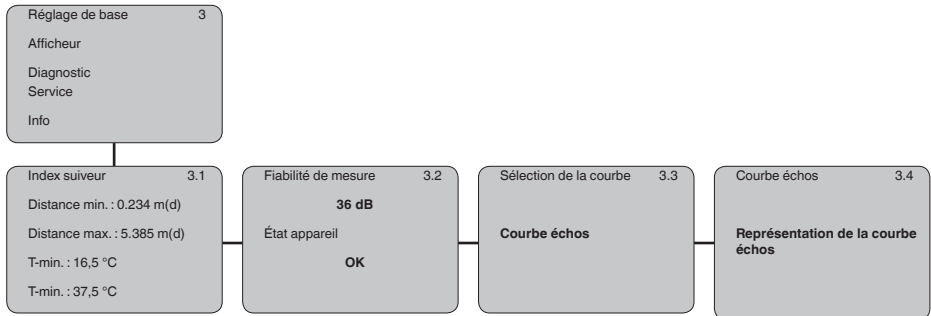 Réglage de base 3
Afficheur
Diagnostic
Service
Info
Index suiveur 3.1
Distance min. : 0.234 m(d)
Distance max. : 5.385 m(d)
T-min. : 16,5 °C
T-min. : 37,5 °C
Fiabilité de mesure 3.2
36 dB
État appareil
OK
Sélection de la courbe 3.3
Courbe échos
Courbe échos 3.4
Représentation de la courbe
échos